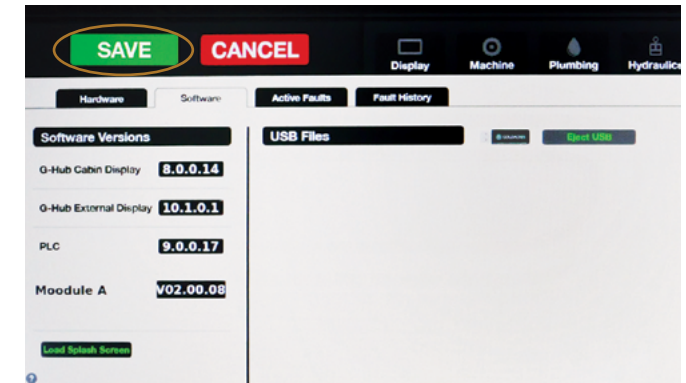 SAVE CANCEL Display Machine Plumbing Hydraulics
Hardware Software Active Faults Fault History
Software Versions USB Files Eject USB
G-Hub Cabin Display 8.0.0.14
G-Hub External Display 10.1.0.1
PLC 9.0.0.17
Moodule A V02.00.08
Load Splash Screen
?